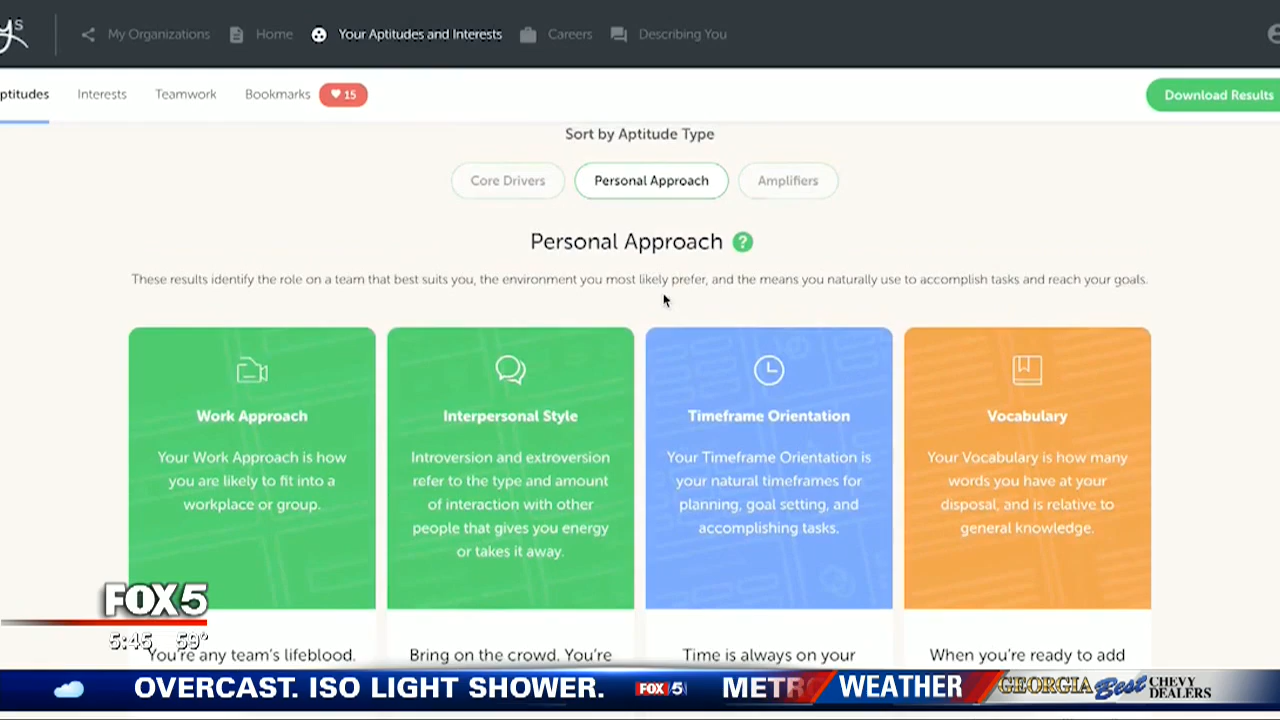 ys
My Organizations
Home
Your Aptitudes and Interests
Careers
Describing You
ptitudes
Interests
Teamwork
Bookmarks
15
Download Results
Sort by Aptitude Type
Core Drivers
Personal Approach
Amplifiers
Personal Approach ?
These results identify the role on a team that best suits you, the environment you most likely prefer, and the means you naturally use to accomplish tasks and reach your goals.
Work Approach
Your Work Approach is how
you are likely to fit into a
workplace or group.
Interpersonal Style
Introversion and extroversion
refer to the type and amount
of interaction with other
people that gives you energy
or takes it away.
Timeframe Orientation
Your Timeframe Orientation is
your natural timeframes for
planning, goal setting, and
accomplishing tasks.
Vocabulary
Your Vocabulary is how many
words you have at your
disposal, and is relative to
general knowledge.
You're any team's lifeblood.
Bring on the crowd. You're
Time is always on your
When you're ready to add
FOX 5
5:45 59°
OVERCAST. ISO LIGHT SHOWER.
FOX 5
METR
WEATHER
GEORGIA'S Best CHEVY
DEALERS